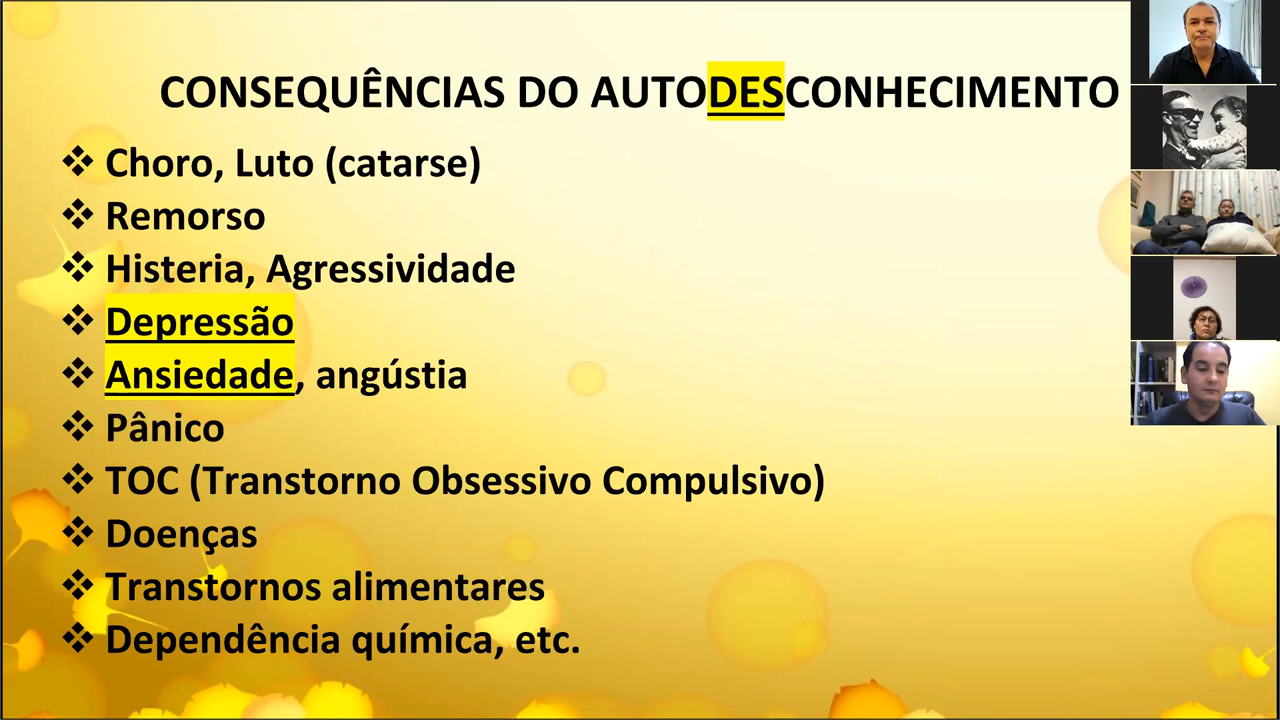 CONSEQUÊNCIAS DO AUTODESCONHECIMENTO
❖ Choro, Luto (catarse)
❖ Remorso
❖ Histeria, Agressividade
❖ Depressão
❖ Ansiedade, angústia
❖ Pânico
❖ TOC (Transtorno Obsessivo Compulsivo)
❖ Doenças
❖ Transtornos alimentares
❖ Dependência química, etc.